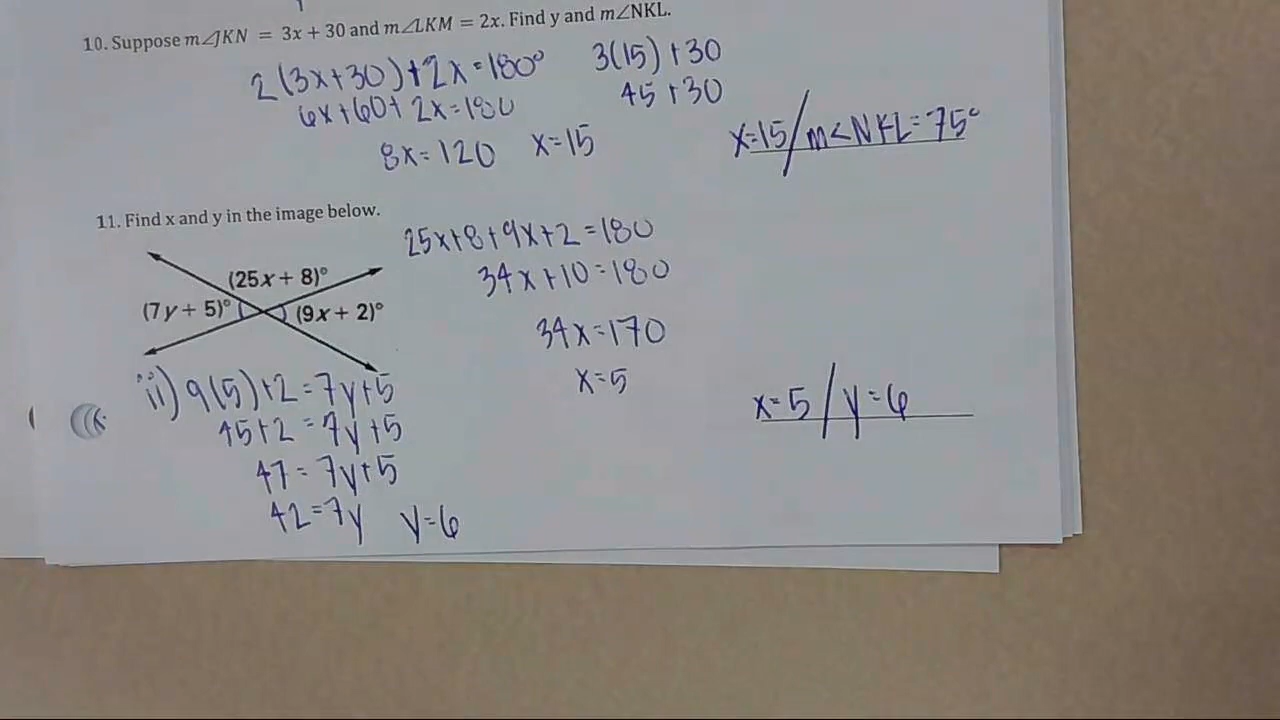 10. Suppose m∠JKN = 3x + 30 and m∠LKM = 2x. Find y and m∠NKL.
2(3x+30)+2x=180°
6x+60+2x=180
8x=120 x=15
3(15)+30
45+30
x=15/m<NKL=75°
11. Find x and y in the image below.
(25x + 8)°
(7y + 5)°
(9x + 2)°
25x+8+9x+2=180
34x+10=180
34x=170
x=5
ii) 9(5)+2=7y+5
45+2=7y+5
47=7y+5
42=7y y=6
x=5/y=6